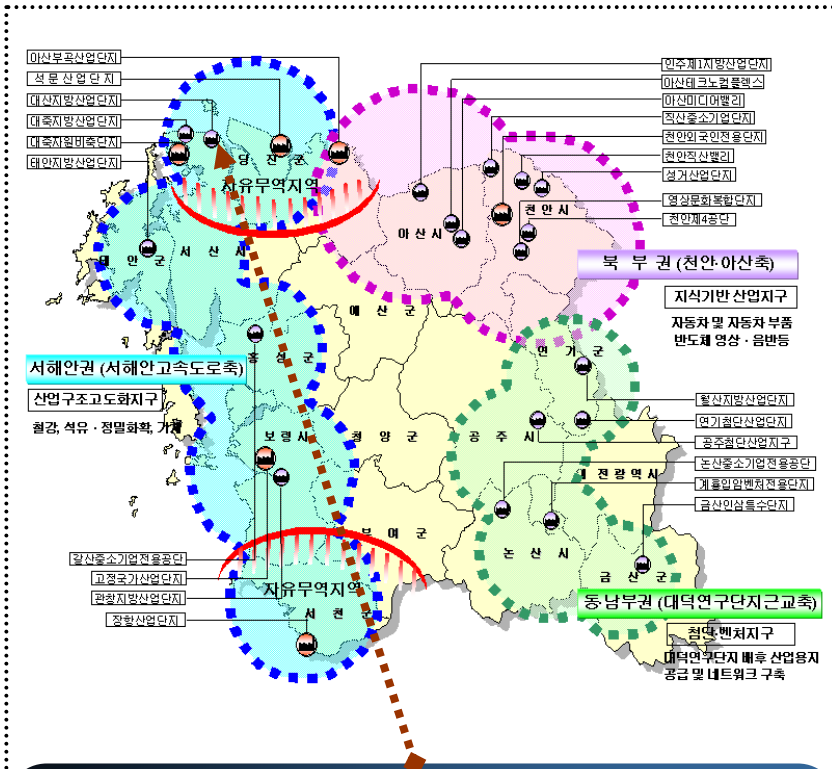 아산부곡산업단지
석문산업단지
대산지방산업단지
대죽지방산업단지
대죽자원비축단지
태안지방산업단지
인주제1지방산업단지
아산테크노컴플렉스
아산미디어밸리
직산중소기업단지
천안외국인전용단지
천안직산밸리
성거산업단지
영상문화복합단지
천안제4공단
당진군
자유무역지역
천안시
아산시
태안군
서산시
북 부 권 (천안·아산축)
지식기반 산업지구
자동차 및 자동차 부품
반도체 영상·음반등
예산군
연기군
홍성군
서해안권 (서해안고속도로축)
산업구조고도화지구
철강, 석유·정밀화학, 기계
월산지방산업단지
연기첨단산업단지
공주첨단산업지구
논산중소기업전용공단
계룡입암벤처전용단지
금산인삼특수단지
보령시
청양군
공주시
대전광역시
부여군
논산시
금산군
갈산중소기업전용공단
고정국가산업단지
관창지방산업단지
장항산업단지
자유무역지역
서천군
동·남부권 (대덕연구단지근교축)
첨단·벤처지구
대덕연구단지 배후 산업용지
공급 및 네트워크 구축